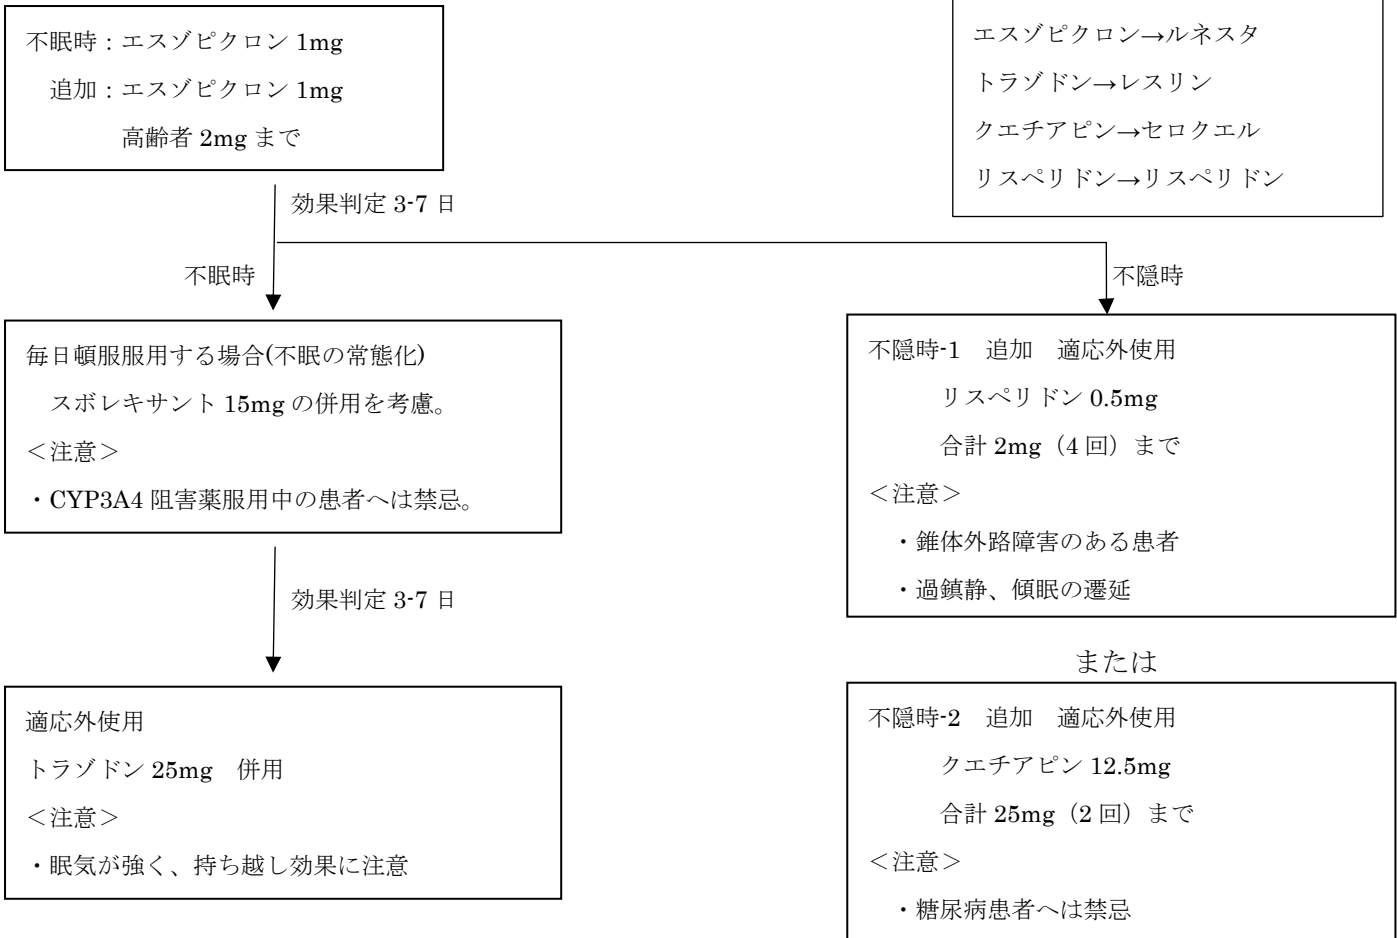 不眠時：エスゾピクロン 1mg
追加：エスゾピクロン 1mg
高齢者 2mg まで
エスゾピクロン→ルネスタ
トラゾドン→レスリン
クエチアピン→セロクエル
リスペリドン→リスペリドン
効果判定 3-7 日
不眠時
不隠時
毎日頓服服用する場合(不眠の常態化)
スボレキサント 15mg の併用を考慮。
＜注意＞
・CYP3A4 阻害薬服用中の患者へは禁忌。
不隠時-1　追加　適応外使用
リスペリドン 0.5mg
合計 2mg（4 回）まで
＜注意＞
・錐体外路障害のある患者
・過鎮静、傾眠の遷延
効果判定 3-7 日
または
適応外使用
トラゾドン 25mg　併用
＜注意＞
・眠気が強く、持ち越し効果に注意
不隠時-2　追加　適応外使用
クエチアピン 12.5mg
合計 25mg（2 回）まで
＜注意＞
・糖尿病患者へは禁忌